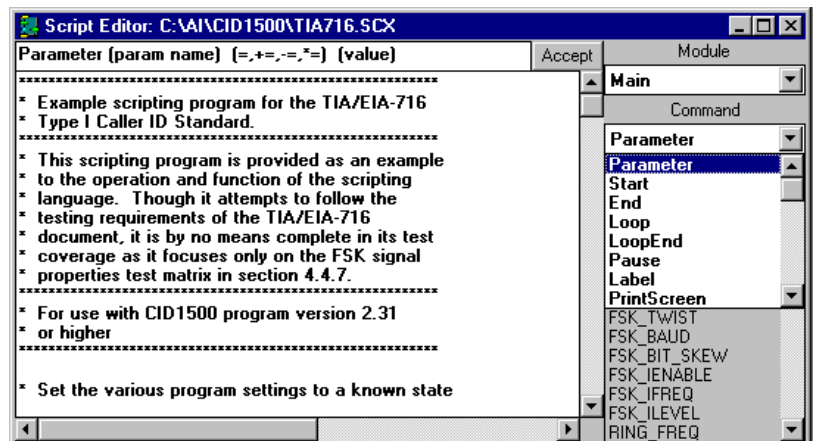 Script Editor: C:\AI\CID1500\TIA716.SCX
Parameter (param name) (=,+=,-=,*=) (value)
Accept
***********************************************************
* Example scripting program for the TIA/EIA-716
* Type I Caller ID Standard.
***********************************************************
* This scripting program is provided as an example
* to the operation and function of the scripting
* language. Though it attempts to follow the
* testing requirements of the TIA/EIA-716
* document, it is by no means complete in its test
* coverage as it focuses only on the FSK signal
* properties test matrix in section 4.4.7.
***********************************************************
* For use with CID1500 program version 2.31
* or higher
***********************************************************
* Set the various program settings to a known state
Module
Main
Command
Parameter
Parameter
Start
End
Loop
LoopEnd
Pause
Label
PrintScreen
FSK_TWIST
FSK_BAUD
FSK_BIT_SKEW
FSK_IENABLE
FSK_IFREQ
FSK_ILEVEL
RING_FREQ